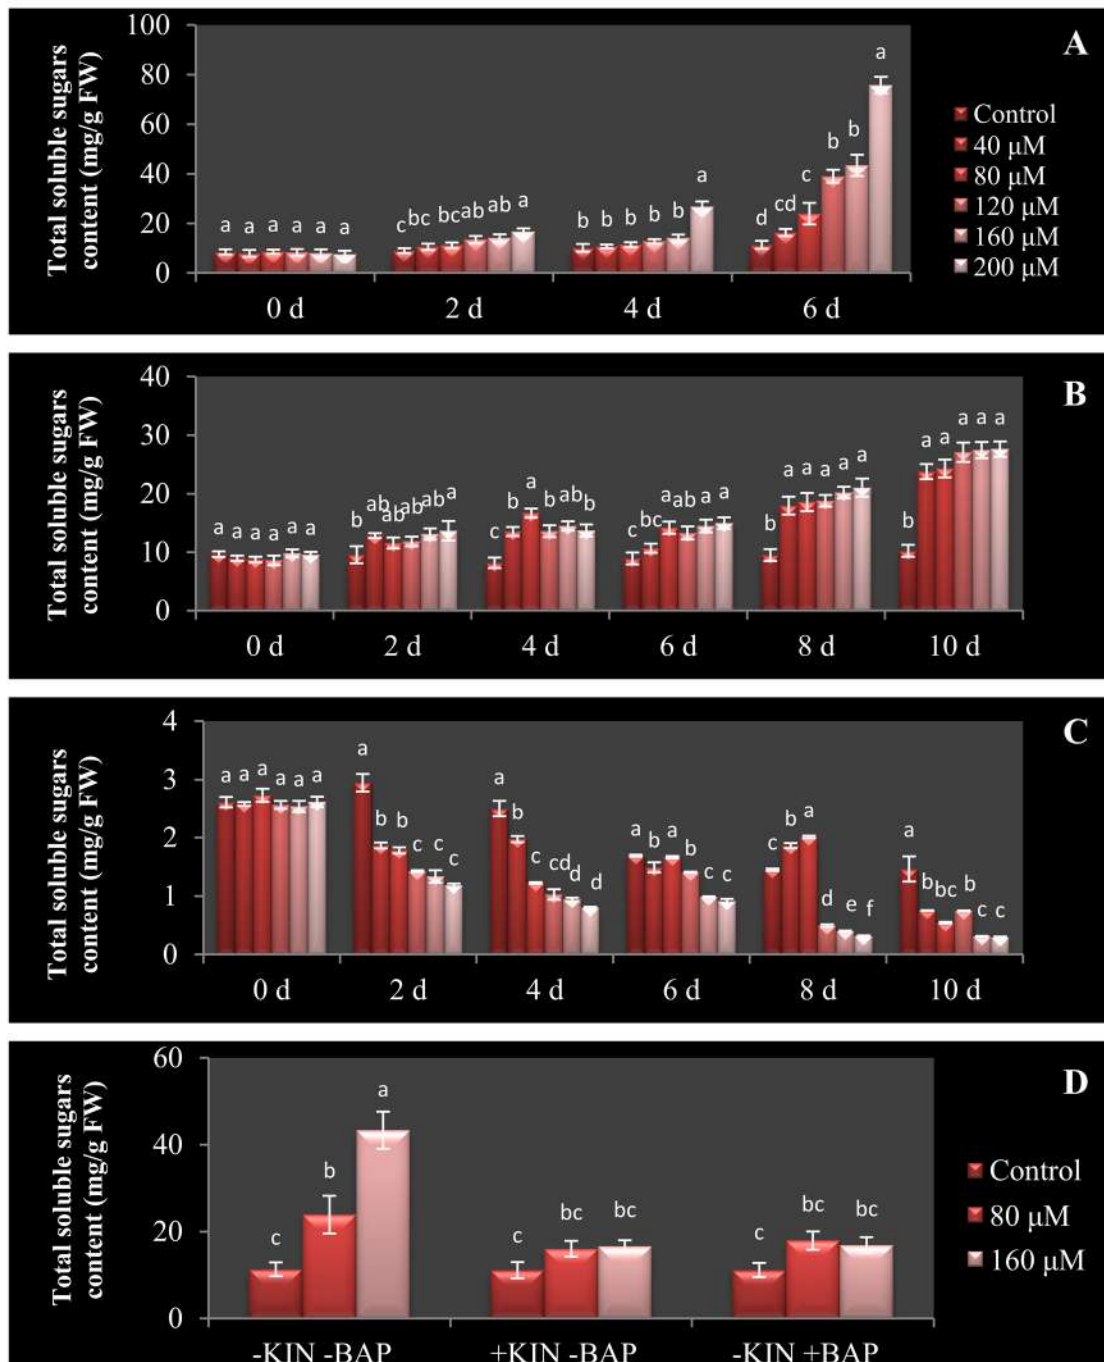 A
Total soluble sugars
content (mg/g FW)
100
80
60
40
20
0
a a a a a a
c bc bc ab ab a
b b b b b a
d cd c b b a
0 d 2 d 4 d 6 d
Control
40 μM
80 μM
120 μM
160 μM
200 μM
B
Total soluble sugars
content (mg/g FW)
40
30
20
10
0
a a a a a a
b ab ab ab ab a
c b a b ab b
c bc a ab a a
b a a a a a
b a a a a a
0 d 2 d 4 d 6 d 8 d 10 d
C
Total soluble sugars
content (mg/g FW)
4
3
2
1
0
a a a a a a
a b b c c c
a b c cd d d
a b a b c c
c b a d e f
a b bc b c c
0 d 2 d 4 d 6 d 8 d 10 d
D
Total soluble sugars
content (mg/g FW)
60
40
20
0
c b a
c bc bc
c bc bc
-KIN -BAP +KIN -BAP -KIN +BAP
Control
80 μM
160 μM